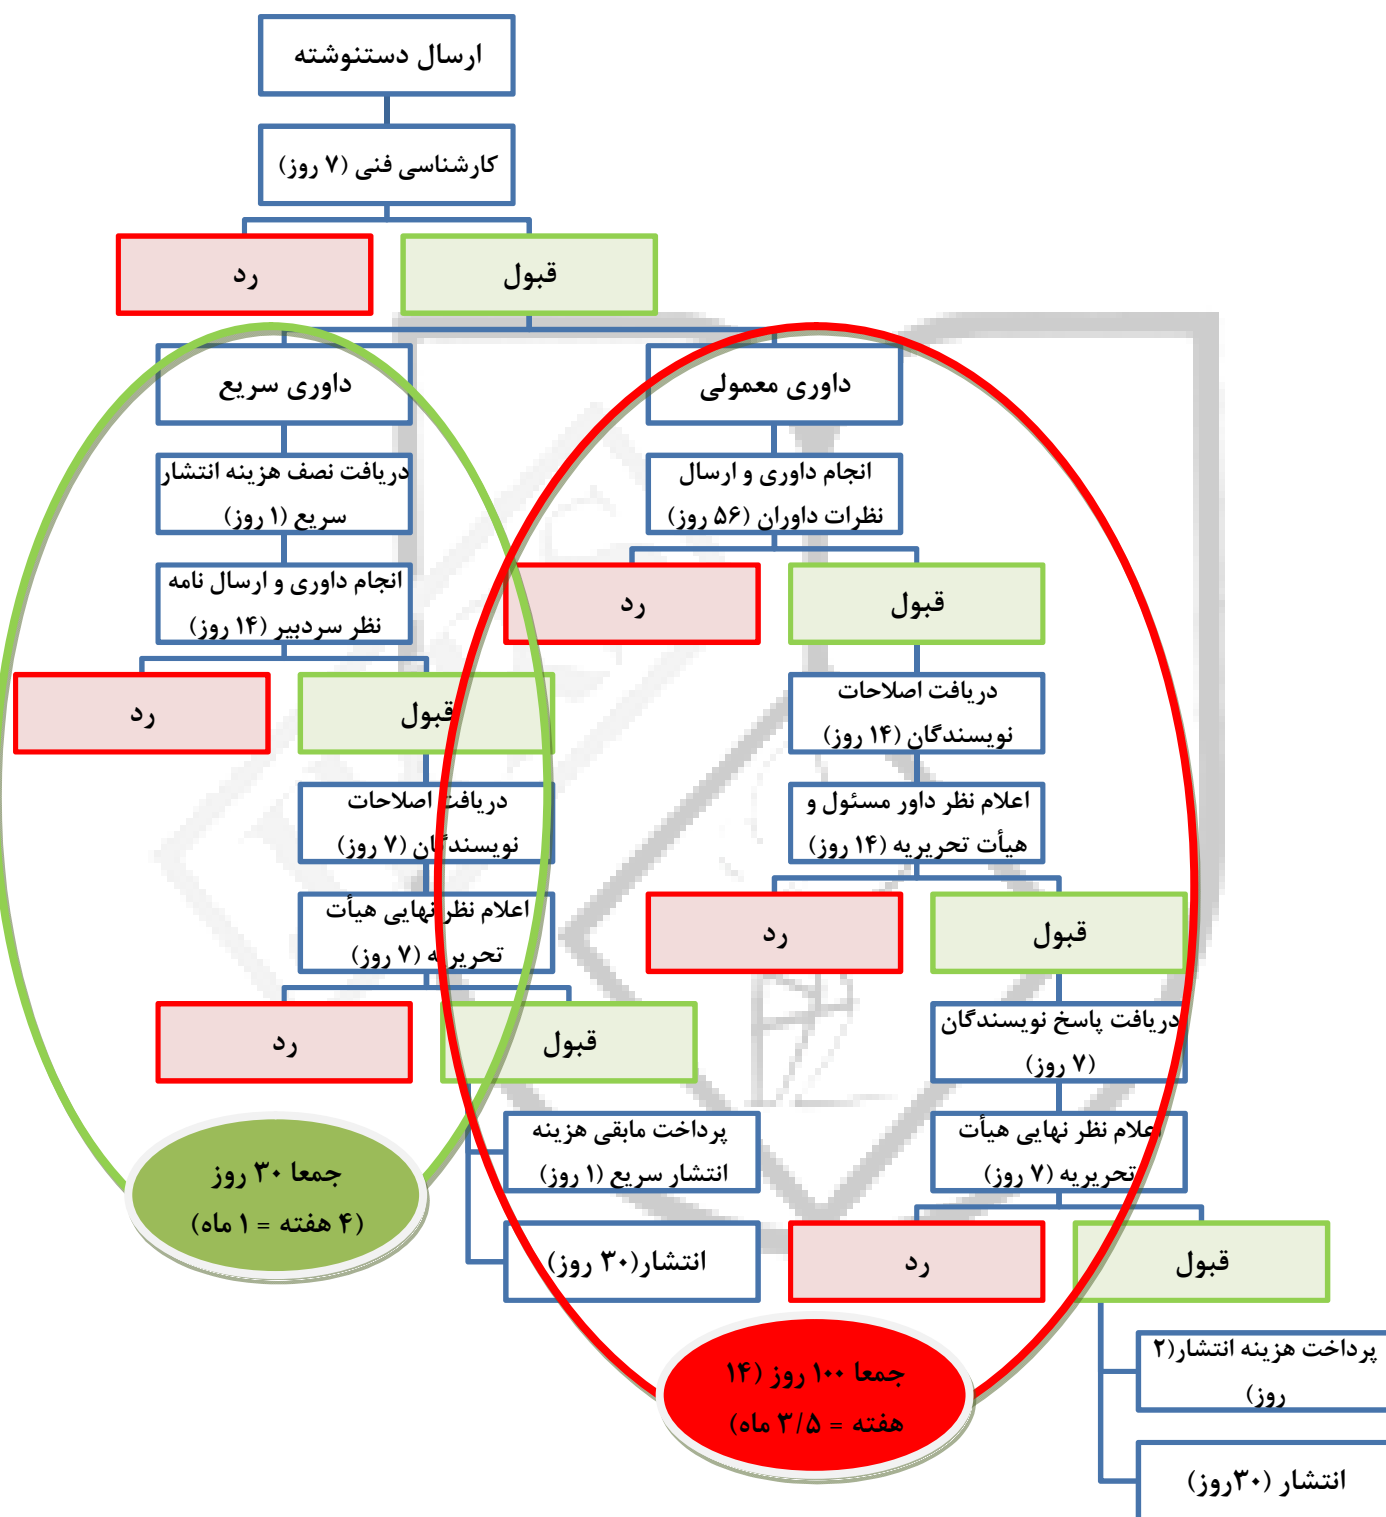 ارسال دستنوشته
کارشناسی فنی (۷ روز)
قبول
رد
داوری معمولی
داوری سریع
انجام داوری و ارسال
نظرات داوران (۵۶ روز)
دریافت نصف هزینه انتشار
سریع (۱ روز)
قبول
رد
انجام داوری و ارسال نامه
نظر سردبیر (۱۴ روز)
دریافت اصلاحات
نویسندگان (۱۴ روز)
قبول
رد
اعلام نظر داور مسئول و
هیأت تحریریه (۱۴ روز)
دریافت اصلاحات
نویسندگان (۷ روز)
قبول
رد
اعلام نظر نهایی هیأت
تحریریه (۷ روز)
دریافت پاسخ نویسندگان
(۷ روز)
قبول
رد
اعلام نظر نهایی هیأت
تحریریه (۷ روز)
پرداخت مابقی هزینه
انتشار سریع (۱ روز)
جمعا ۳۰ روز
(۴ هفته = ۱ ماه)
قبول
رد
انتشار(۳۰ روز)
پرداخت هزینه انتشار(۲
روز)
جمعا ۱۰۰ روز (۱۴
هفته = ۳/۵ ماه)
انتشار (۳۰روز)